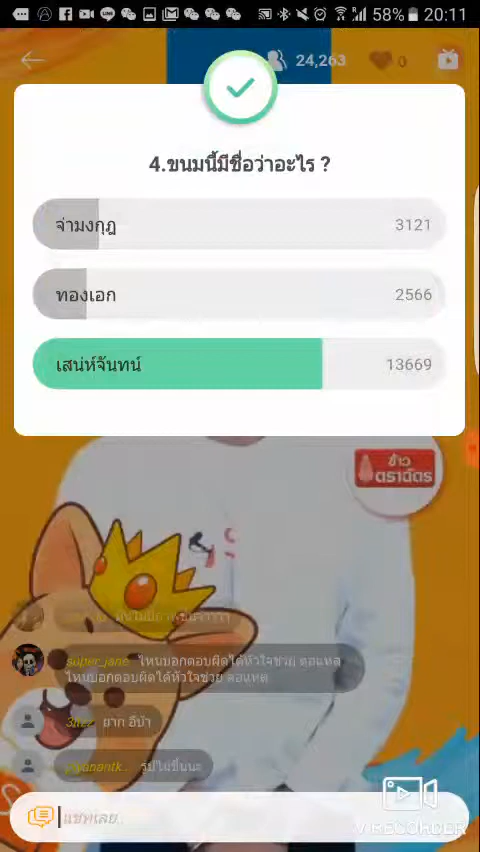 58% 20:11
24,263
0
4.ขนมนี้มีชื่อว่าอะไร ?
จ่ามงกุฎ 3121
ทองเอก 2566
เสน่ห์จันทน์ 13669
ข้าว
ตราฉัตร
super_jane ไหนบอกตอบผิดใต้หัวใจช่วย ตอแหล
ไหนบอกตอบผิดได้หัวใจช่วย ตอแหด
ยาก อีบ้า
รูปไม่ขึ้นนะ
แชทเลย..
VIRECORDER